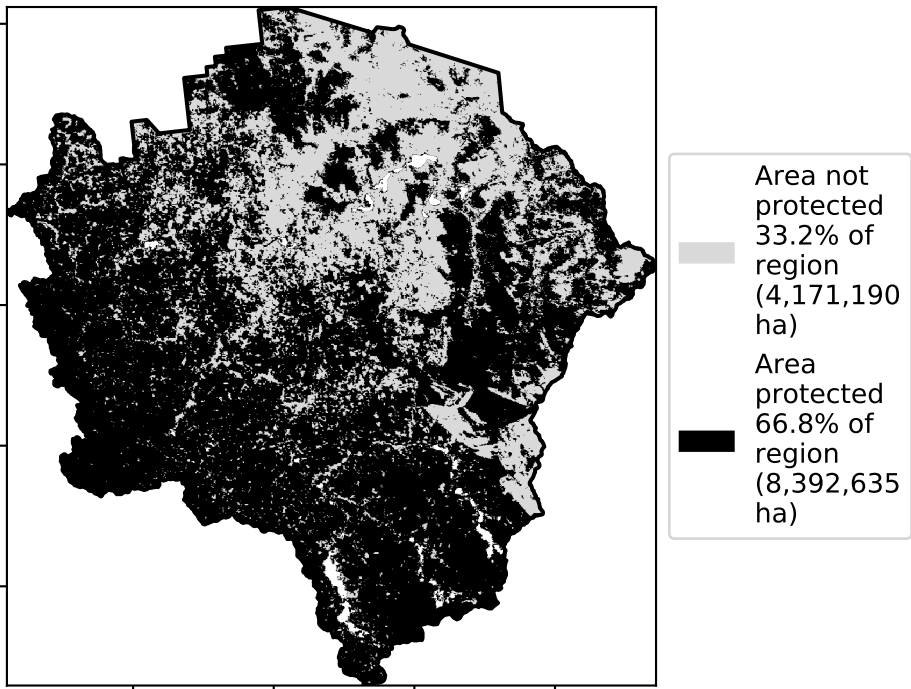 Area not
protected
33.2% of
region
(4,171,190
ha)
Area
protected
66.8% of
region
(8,392,635
ha)